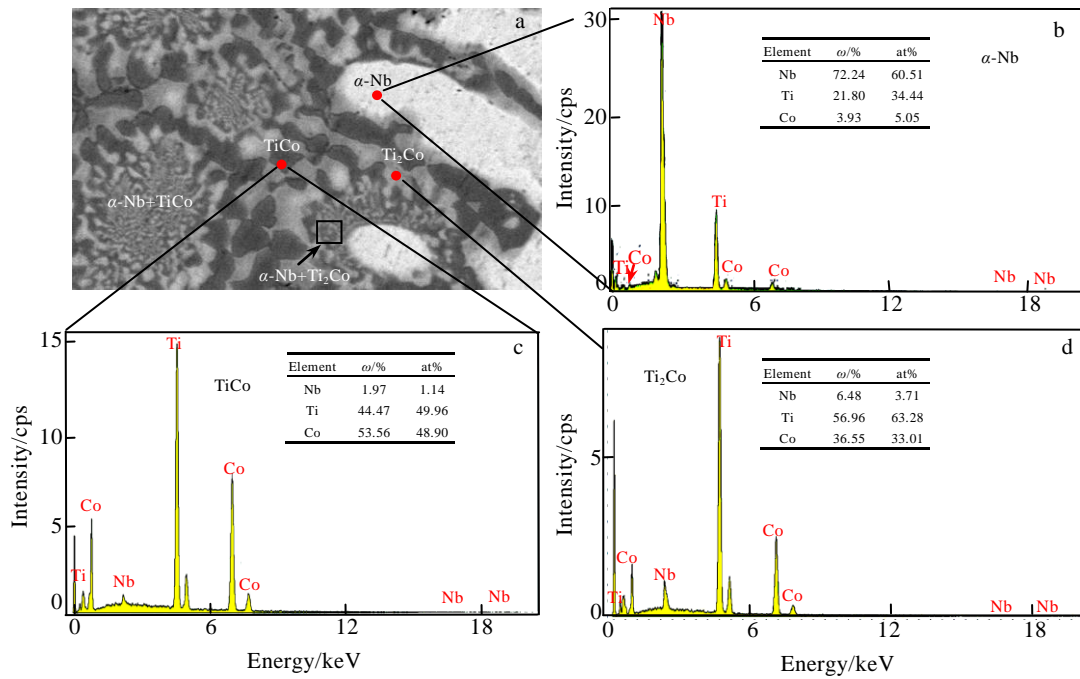 a
α-Nb
TiCo
Ti₂Co
α-Nb+TiCo
α-Nb+Ti₂Co
b
α-Nb
Element ω/% at%
Nb 72.24 60.51
Ti 21.80 34.44
Co 3.93 5.05
Intensity/cps
30
20
10
0
Nb
Ti
Co
Ti
Co
Co
Nb
Nb
0 6 12 18
c
TiCo
Element ω/% at%
Nb 1.97 1.14
Ti 44.47 49.96
Co 53.56 48.90
Intensity/cps
15
10
5
0
Ti
Co
Co
Ti
Nb
Co
Nb
Nb
0 6 12 18
Energy/keV
d
Ti₂Co
Element ω/% at%
Nb 6.48 3.71
Ti 56.96 63.28
Co 36.55 33.01
Intensity/cps
5
0
Ti
Co
Co
Nb
Ti
Co
Nb
Nb
0 6 12 18
Energy/keV